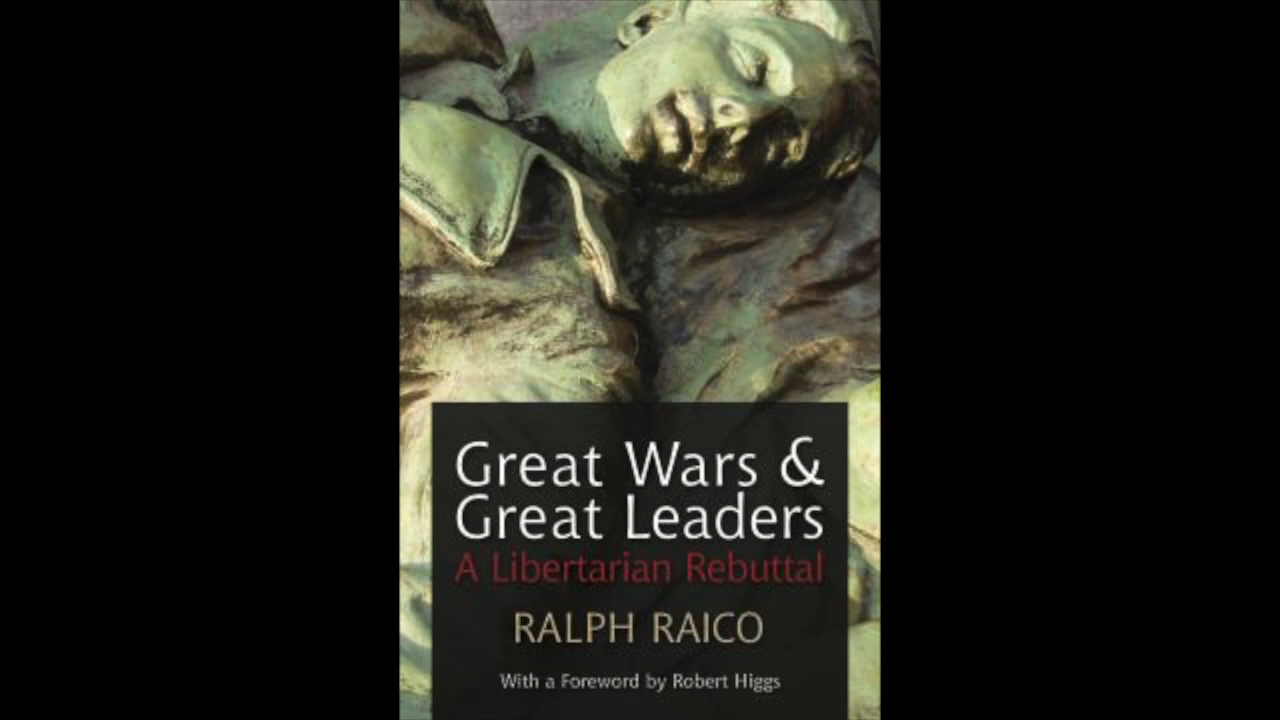 Great Wars &
Great Leaders
A Libertarian Rebuttal
RALPH RAICO
With a Foreword by Robert Higgs